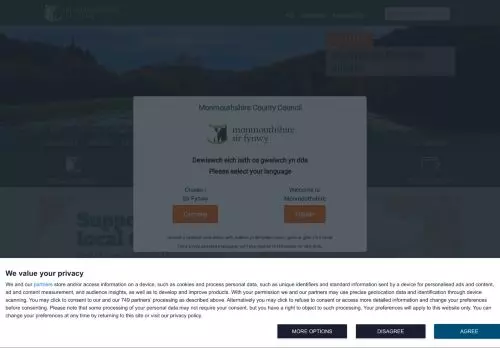 Monmouthshire County Council
monmouthshire
sir fynwy
Dewiswch eich iaith os gwelwch yn dda
Please select your language
Croeso i
Sir Fynwy
Welcome to
Monmouthshire
Suppo
local
We value your privacy
We and our partners store and/or access information on a device, such as cookies and process personal data, such as unique identifiers and standard information sent by a device for personalised ads and content,
ad and content measurement, and audience insights, as well as to develop and improve products. With your permission we and our partners may use precise geolocation data and identification through device
scanning. You may click to consent to our and our 749 partners' processing as described above. Alternatively you may click to refuse to consent or access more detailed information and change your preferences
before consenting. Please note that some processing of your personal data may not require your consent, but you have a right to object to such processing. Your preferences will apply to this website only. You can
change your preferences at any time by returning to this site or visit our privacy policy.
MORE OPTIONS
DISAGREE
AGREE